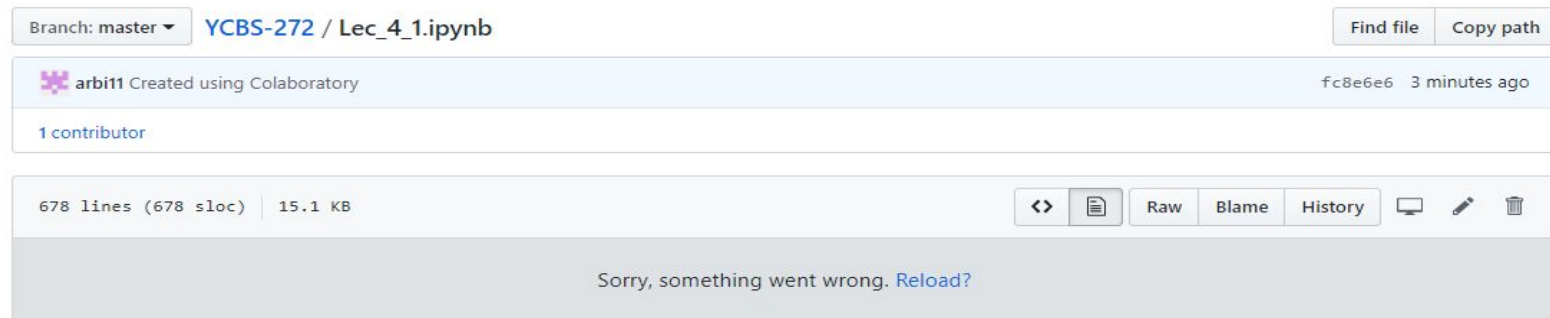 Branch: master YCBS-272 / Lec_4_1.ipynb Find file Copy path
arbi11 Created using Colaboratory fc8e6e6 3 minutes ago
1 contributor
678 lines (678 sloc) 15.1 KB <> Raw Blame History
Sorry, something went wrong. Reload?